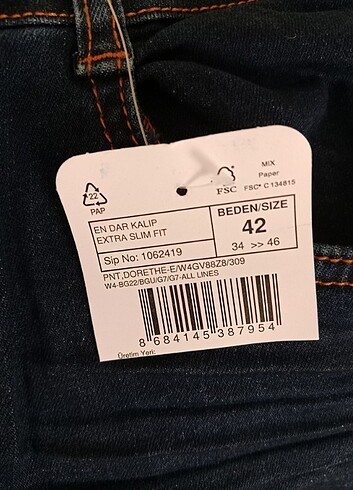 22
PAP
FSC
MIX
Paper
FSC® C 134815
EN DAR KALIP
EXTRA SLIM FIT
Sip No: 1062419
BEDEN/SIZE
42
34 >> 46
PNT,DORETHE-E/W4GV88Z8/309
W4-BG22/BGU/G7/G7-ALL LINES
8 684145 387954
Üretim Yeri: